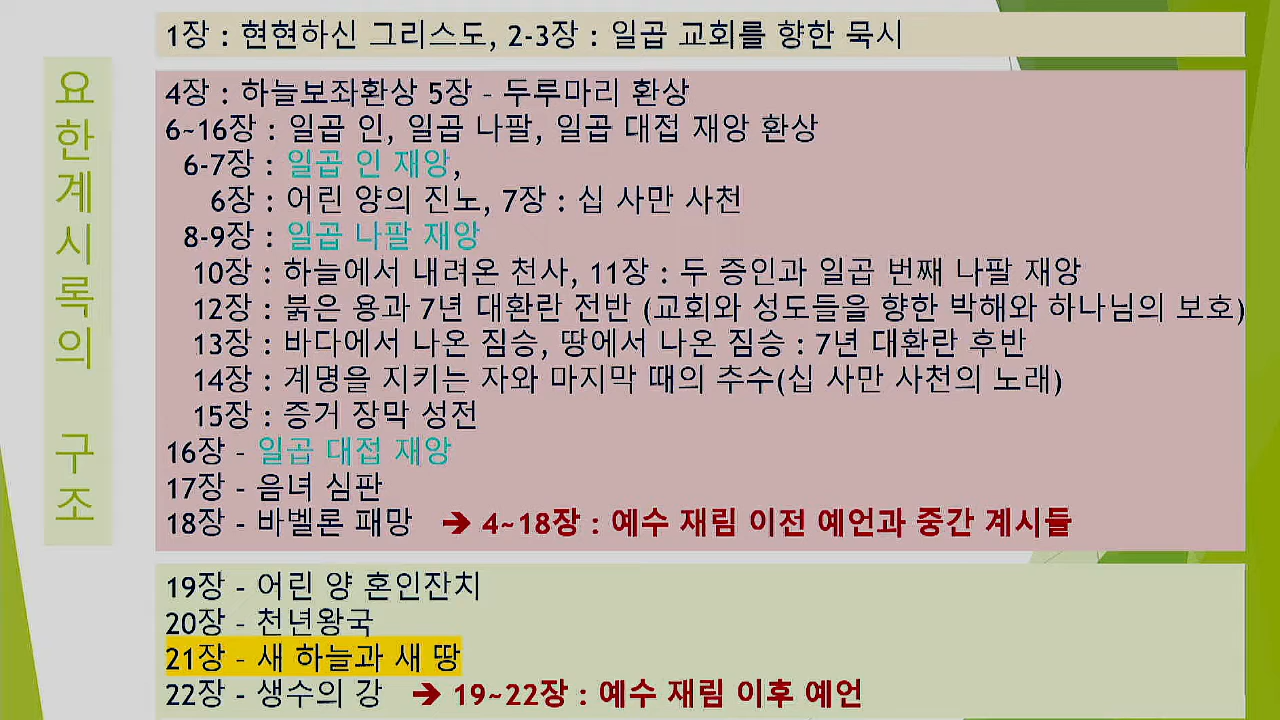 요한계시록의 구조
1장 : 현현하신 그리스도, 2-3장 : 일곱 교회를 향한 묵시
4장 : 하늘보좌환상 5장 - 두루마리 환상
6~16장 : 일곱 인, 일곱 나팔, 일곱 대접 재앙 환상
6-7장 : 일곱 인 재앙,
6장 : 어린 양의 진노, 7장 : 십 사만 사천
8-9장 : 일곱 나팔 재앙
10장 : 하늘에서 내려온 천사, 11장 : 두 증인과 일곱 번째 나팔 재앙
12장 : 붉은 용과 7년 대환란 전반 (교회와 성도들을 향한 박해와 하나님의 보호)
13장 : 바다에서 나온 짐승, 땅에서 나온 짐승 : 7년 대환란 후반
14장 : 계명을 지키는 자와 마지막 때의 추수(십 사만 사천의 노래)
15장 : 증거 장막 성전
16장 - 일곱 대접 재앙
17장 - 음녀 심판
18장 - 바벨론 패망 ➔ 4~18장 : 예수 재림 이전 예언과 중간 계시들
19장 - 어린 양 혼인잔치
20장 - 천년왕국
21장 - 새 하늘과 새 땅
22장 - 생수의 강 ➔ 19~22장 : 예수 재림 이후 예언